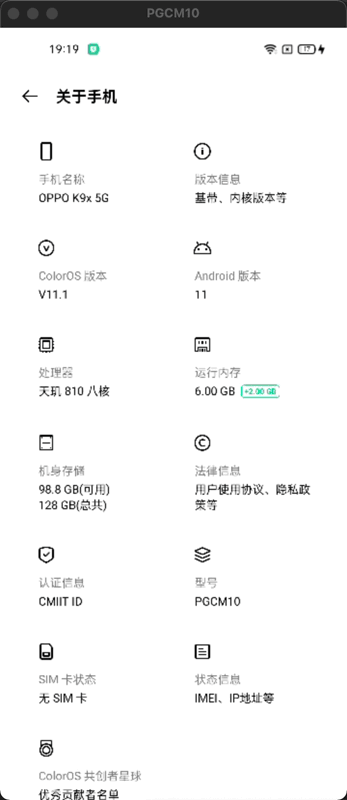 PGCM10
19:19
17
关于手机
手机名称
OPPO K9x 5G
版本信息
基带、内核版本等
ColorOS 版本
V11.1
Android 版本
11
处理器
天玑 810 八核
运行内存
6.00 GB +2.00 GB
机身存储
98.8 GB(可用)
128 GB(总共)
法律信息
用户使用协议、隐私政
策等
认证信息
CMIIT ID
型号
PGCM10
SIM 卡状态
无 SIM 卡
状态信息
IMEI、IP地址等
ColorOS 共创者星球
优秀贡献者名单